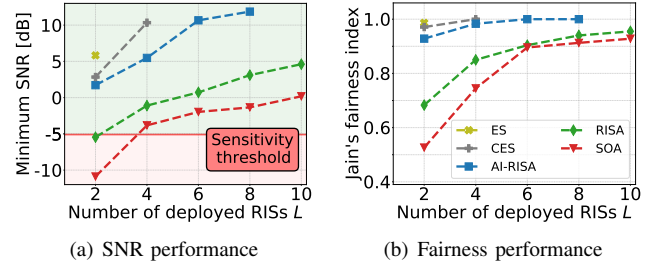 Minimum SNR [dB]
10
5
0
-5
-10
Sensitivity
threshold
2
4
6
8
10
Number of deployed RISs L
(a) SNR performance
Jain's fairness index
1.0
0.8
0.6
0.4
ES
CES
AI-RISA
RISA
SOA
2
4
6
8
10
Number of deployed RISs L
(b) Fairness performance